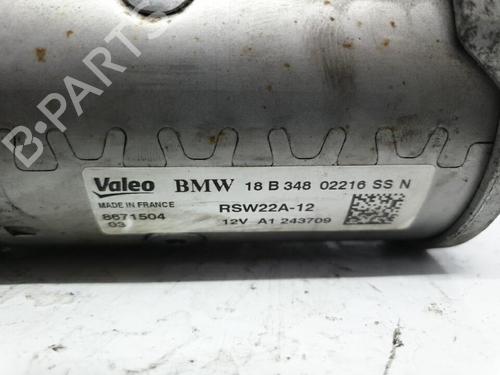 B-PARTS
Valeo BMW 18 B 348 02216 SS N
MADE IN FRANCE RSW22A-12
8671504 12V A1 243709
03